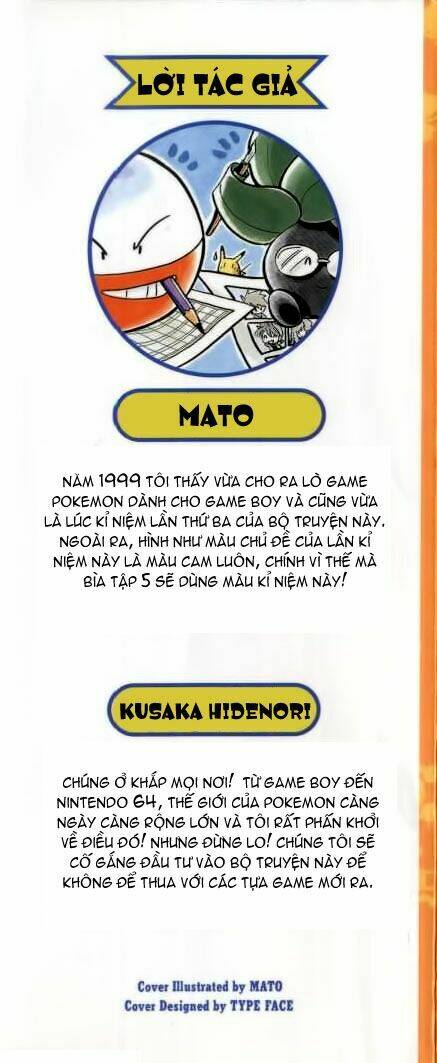 LỜI TÁC GIẢ
MATO
NĂM 1999 TÔI THẤY VỪA CHO RA LÒ GAME
POKEMON DÀNH CHO GAME BOY VÀ CŨNG VỪA
LÀ LÚC KỈ NIỆM LẦN THỨ BA CỦA BỘ TRUYỆN NÀY.
NGOÀI RA, HÌNH NHƯ MÀU CHỦ ĐỀ CỦA LẦN KỈ
NIỆM NÀY LÀ MÀU CAM LUÔN, CHÍNH VÌ THẾ MÀ
BÌA TẬP 5 SẼ DÙNG MÀU KỈ NIỆM NÀY!
KUSAKA HIDENORI
CHÚNG Ở KHẮP MỌI NƠI! TỪ GAME BOY ĐẾN
NINTENDO 64, THẾ GIỚI CỦA POKEMON CÀNG
NGÀY CÀNG RỘNG LỚN VÀ TÔI RẤT PHẤN KHỞI
VỀ ĐIỀU ĐÓ! NHƯNG ĐỪNG LO! CHÚNG TÔI SẼ
CỐ GẮNG ĐẦU TƯ VÀO BỘ TRUYỆN NÀY ĐỂ
KHÔNG ĐỂ THUA VỚI CÁC TỰA GAME MỚI RA.
Cover Illustrated by MATO
Cover Designed by TYPE FACE